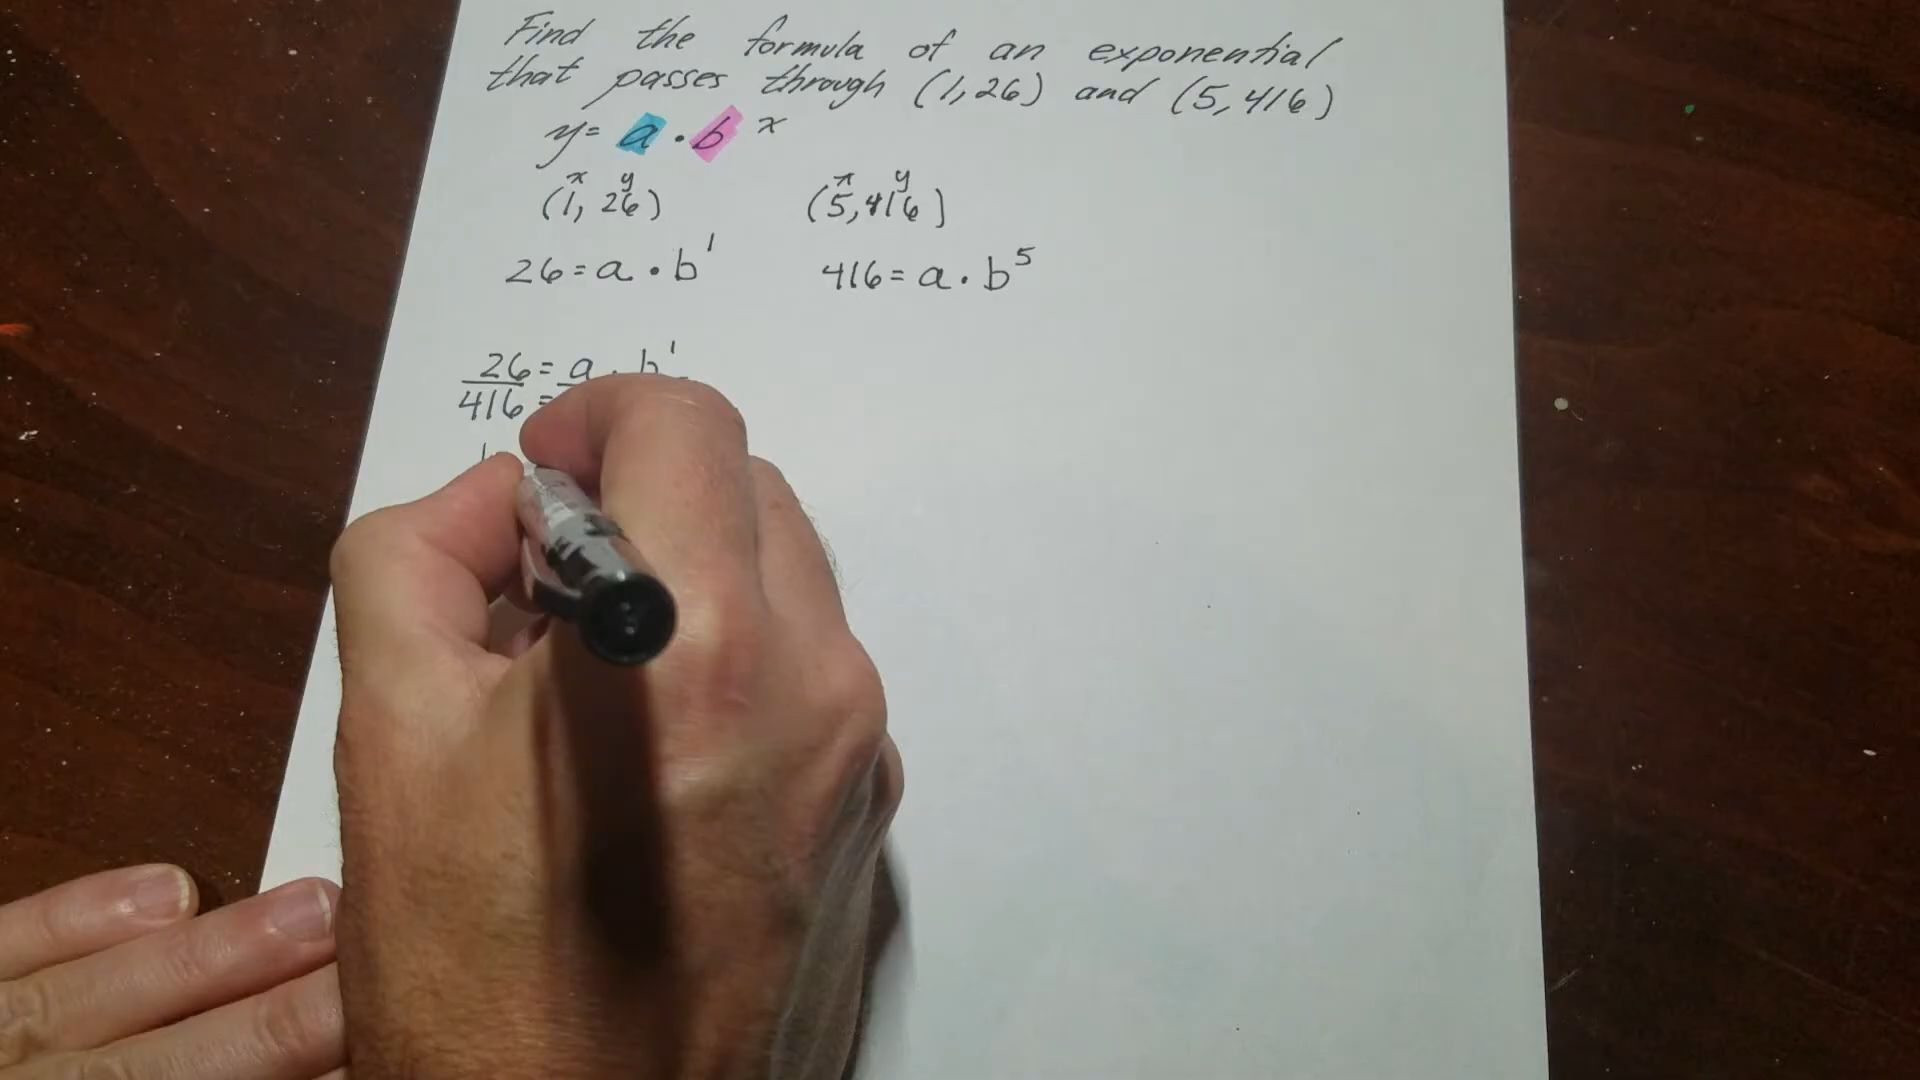 Find the formula of an exponential
that passes through (1,26) and (5,416)
y= a · b x
x y
(1, 26)
x y
(5,416)
26 = a · b 1
416 = a · b 5
26 = a · b 1
416 =